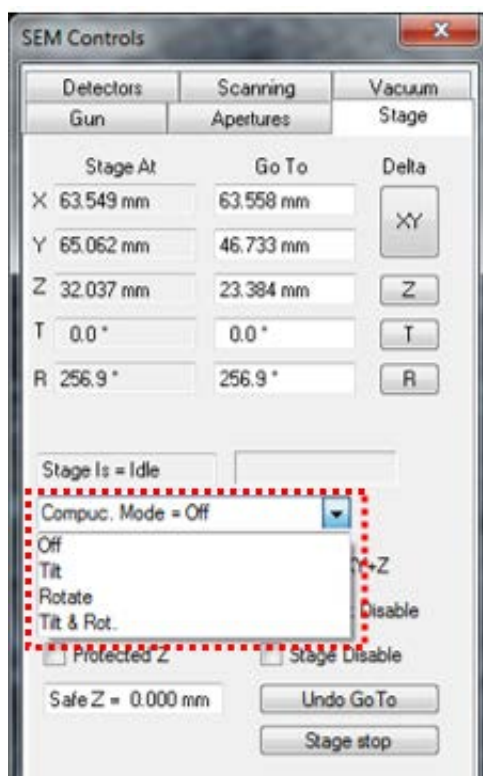 SEM Controls
Detectors Scanning Vacuum
Gun Apertures Stage
Stage At Go To Delta
X 63.549 mm 63.558 mm XY
Y 65.062 mm 46.733 mm
Z 32.037 mm 23.384 mm Z
T 0.0 ° 0.0 ° T
R 256.9 ° 256.9 ° R
Stage Is = Idle
Compuc. Mode = Off
Off
Tilt +Z
Rotate
Tilt & Rot. Disable
Protected Z Stage Disable
Safe Z = 0.000 mm Undo GoTo
Stage stop